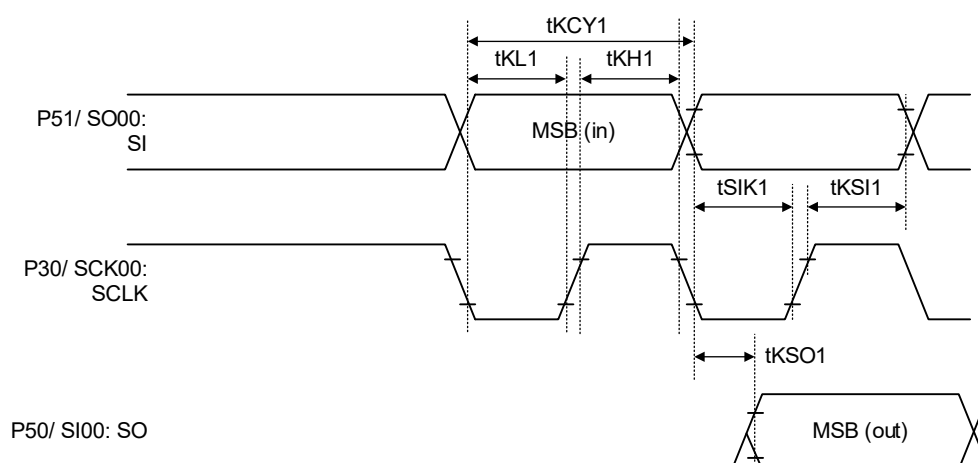 tKCY1
tKL1 tKH1
P51/ SO00:
SI
MSB (in)
tSIK1 tKSI1
P30/ SCK00:
SCLK
tKSO1
P50/ SI00: SO
MSB (out)